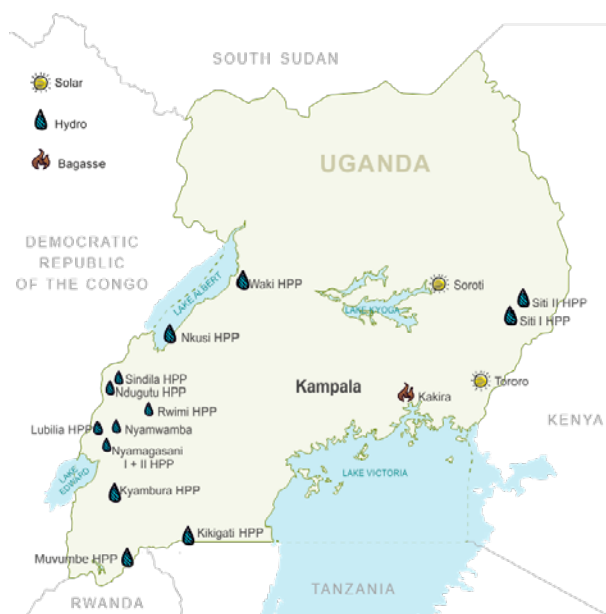 SOUTH SUDAN
Solar
Hydro
Bagasse
UGANDA
DEMOCRATIC
REPUBLIC
OF THE CONGO
LAKE ALBERT
Waki HPP
Soroti
LAKE KYOGA
Siti II HPP
Siti I HPP
Nkusi HPP
Sindila HPP
Ndugutu HPP
Kampala
Tororo
Kakira
Rwimi HPP
Lubilia HPP
Nyamwamba
KENYA
Nyamagasani
I + II HPP
LAKE
EDWARD
LAKE VICTORIA
Kyambura HPP
Kikigati HPP
Muvumbe HPP
TANZANIA
RWANDA